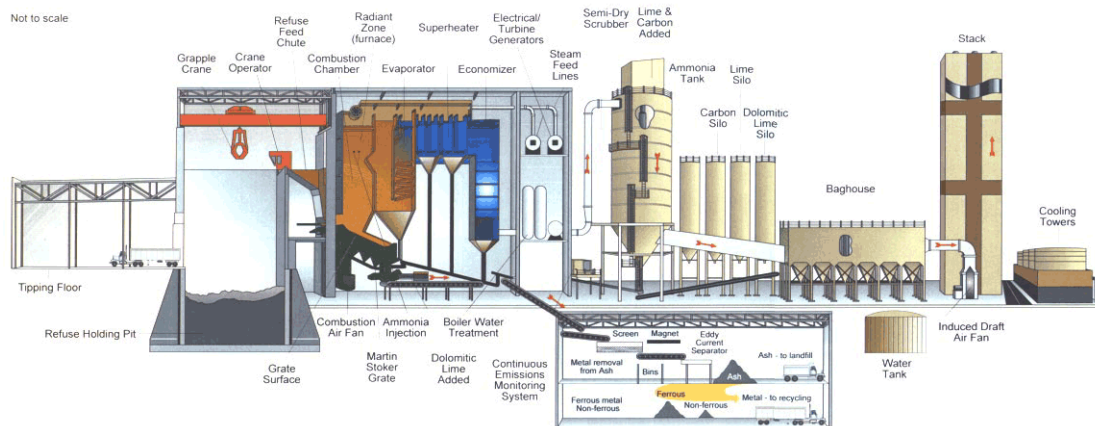 Not to scale
Grapple
Crane
Crane
Operator
Refuse
Feed
Chute
Combustion
Chamber
Radiant
Zone
(furnace)
Evaporator
Superheater
Economizer
Electrical/
Turbine
Generators
Steam
Feed
Lines
Semi-Dry
Scrubber
Lime &
Carbon
Added
Ammonia
Tank
Carbon
Silo
Lime
Silo
Dolomitic
Lime
Silo
Baghouse
Stack
Cooling
Towers
Tipping Floor
Refuse Holding Pit
Grate
Surface
Combustion
Air Fan
Martin
Stoker
Grate
Ammonia
Injection
Dolomitic
Lime
Added
Boiler Water
Treatment
Continuous
Emissions
Monitoring
System
Screen
Magnet
Eddy
Current
Separator
Metal removal
from Ash
Bins
Ash
Ash - to landfill
Ferrous metal
Non-ferrous
Ferrous
Non-ferrous
Metal - to recycling
Water
Tank
Induced Draft
Air Fan